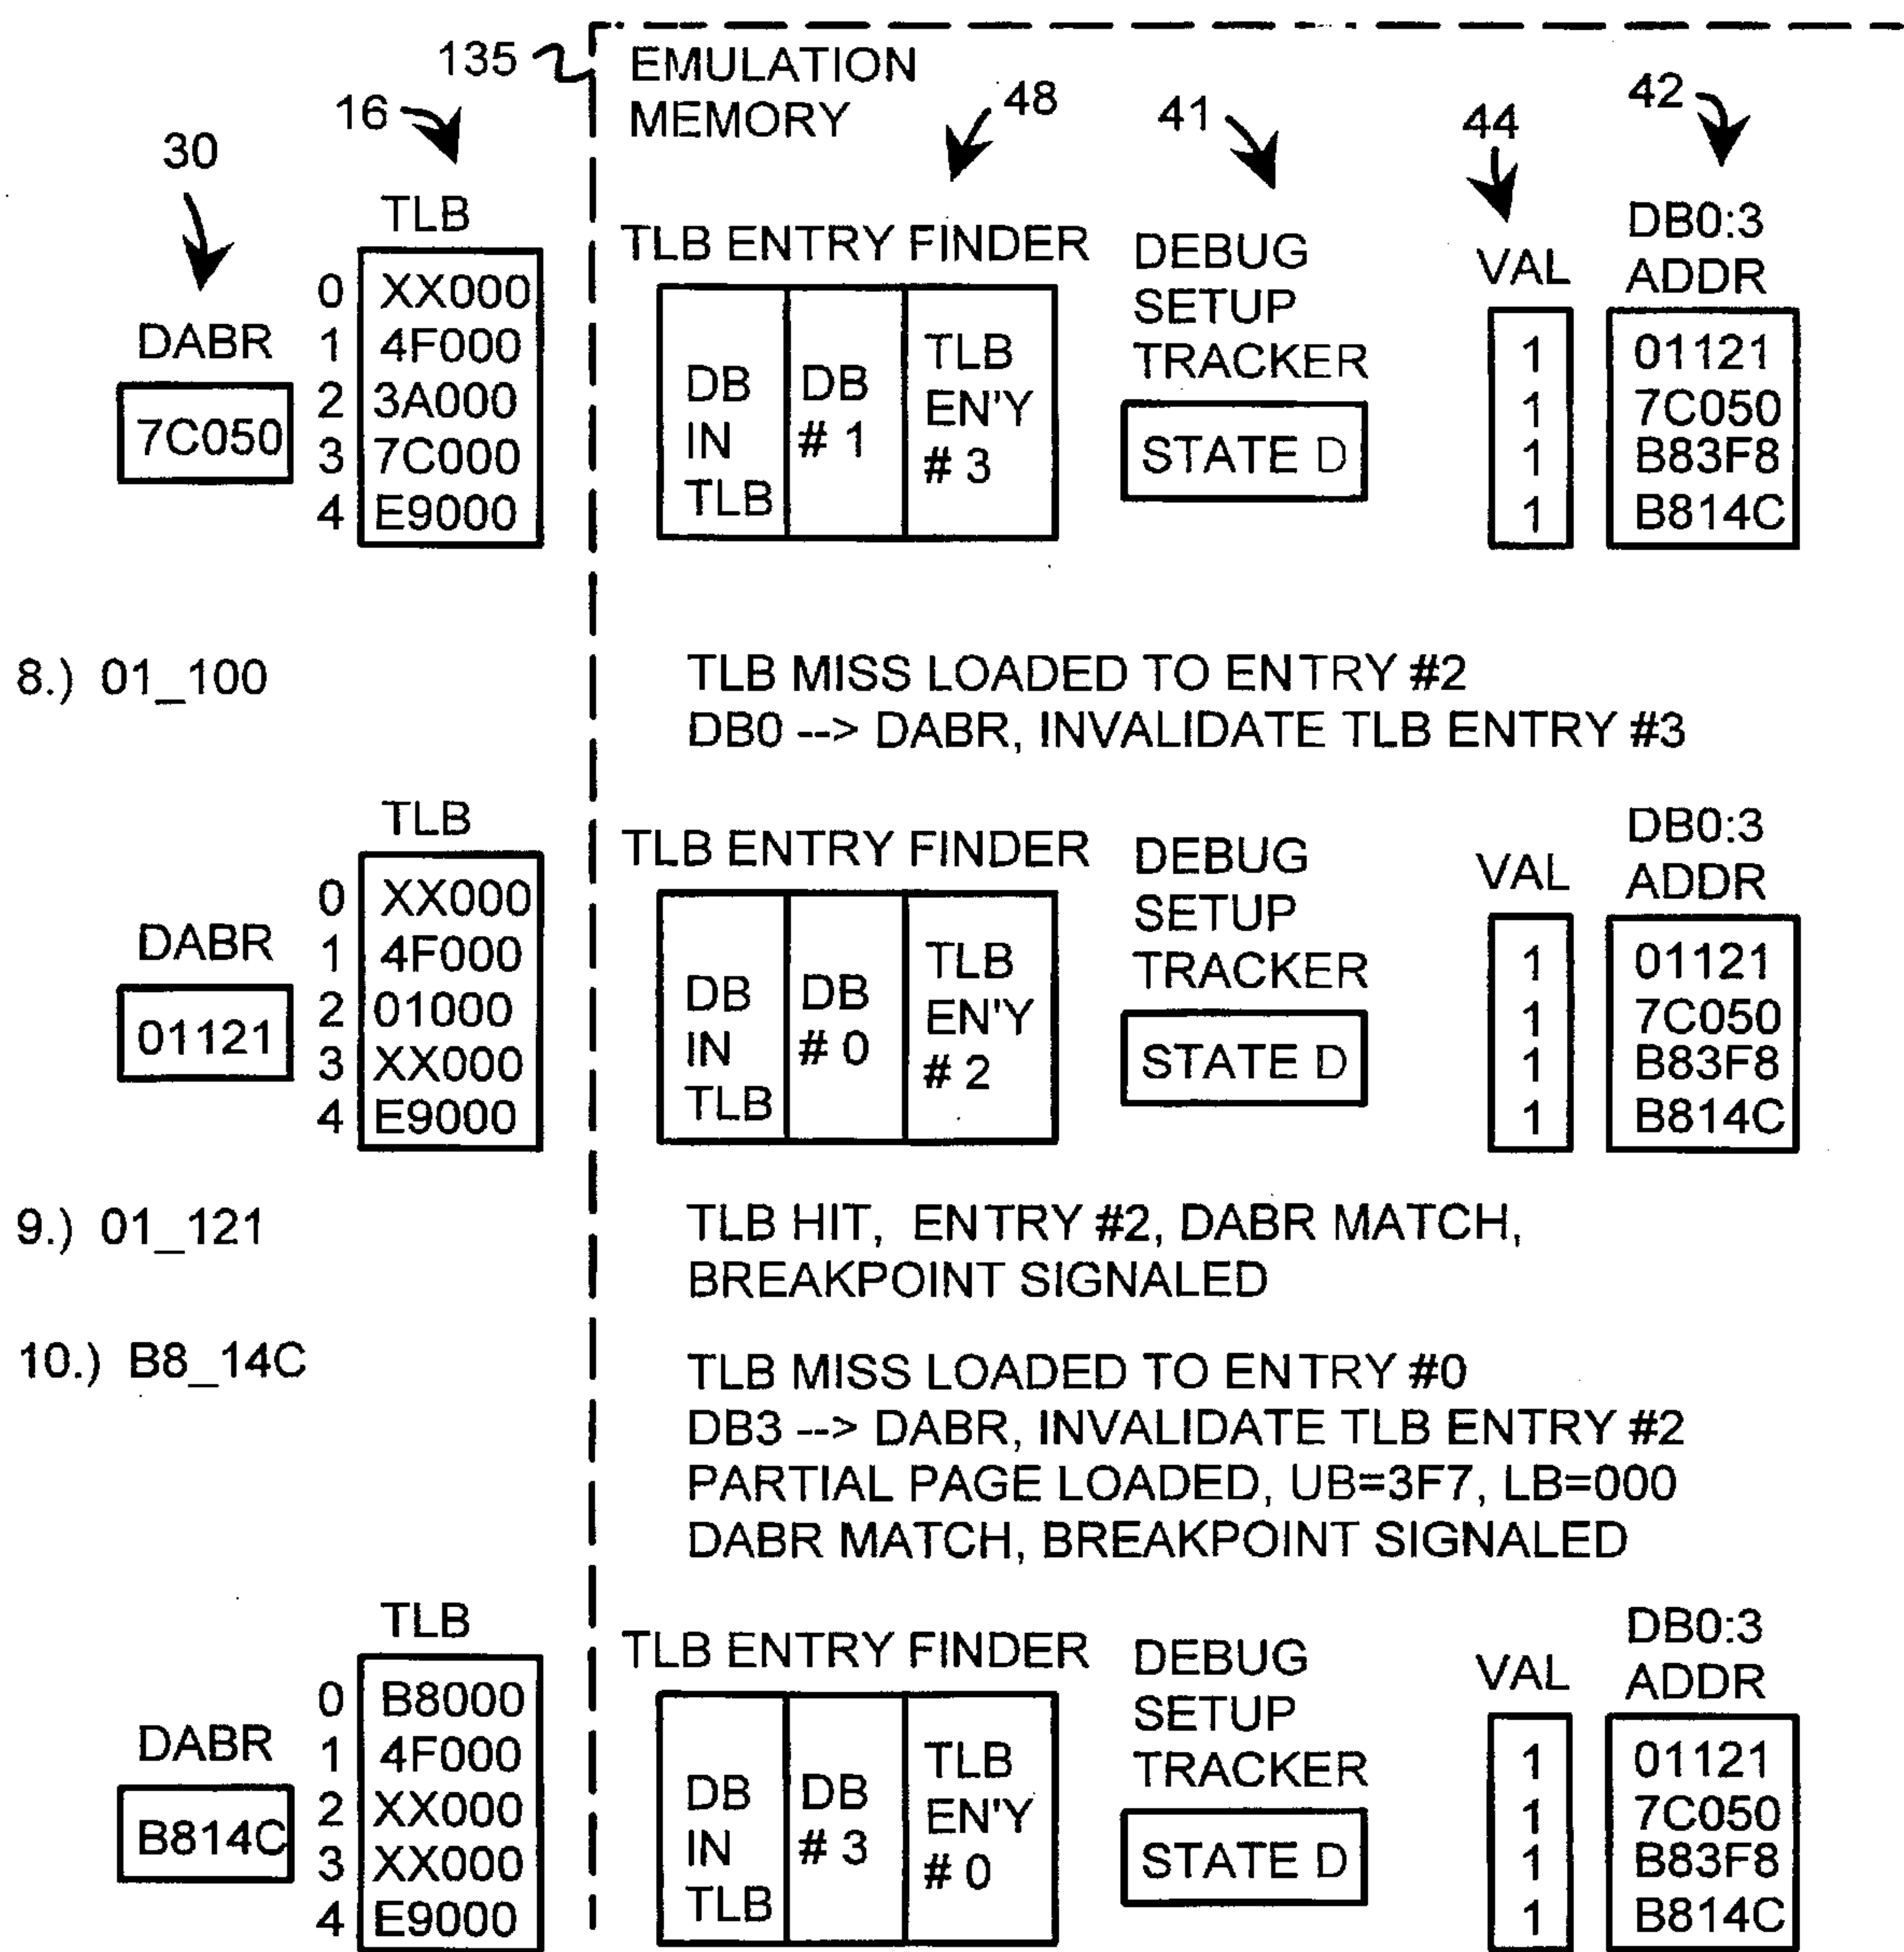 135
EMULATION
MEMORY
30
16
48
41
44
42
TLB
TLB ENTRY FINDER
DEBUG
SETUP
TRACKER
VAL
DB0:3
ADDR
DABR
7C050
0 XX000
1 4F000
2 3A000
3 7C000
4 E9000
DB
IN
TLB
DB
# 1
TLB
EN'Y
# 3
STATE D
1
1
1
1
01121
7C050
B83F8
B814C
8.) 01_100
TLB MISS LOADED TO ENTRY #2
DB0 --> DABR, INVALIDATE TLB ENTRY #3
TLB
TLB ENTRY FINDER
DEBUG
SETUP
TRACKER
VAL
DB0:3
ADDR
DABR
01121
0 XX000
1 4F000
2 01000
3 XX000
4 E9000
DB
IN
TLB
DB
# 0
TLB
EN'Y
# 2
STATE D
1
1
1
1
01121
7C050
B83F8
B814C
9.) 01_121
TLB HIT, ENTRY #2, DABR MATCH,
BREAKPOINT SIGNALED
10.) B8_14C
TLB MISS LOADED TO ENTRY #0
DB3 --> DABR, INVALIDATE TLB ENTRY #2
PARTIAL PAGE LOADED, UB=3F7, LB=000
DABR MATCH, BREAKPOINT SIGNALED
TLB
TLB ENTRY FINDER
DEBUG
SETUP
TRACKER
VAL
DB0:3
ADDR
DABR
B814C
0 B8000
1 4F000
2 XX000
3 XX000
4 E9000
DB
IN
TLB
DB
# 3
TLB
EN'Y
# 0
STATE D
1
1
1
1
01121
7C050
B83F8
B814C